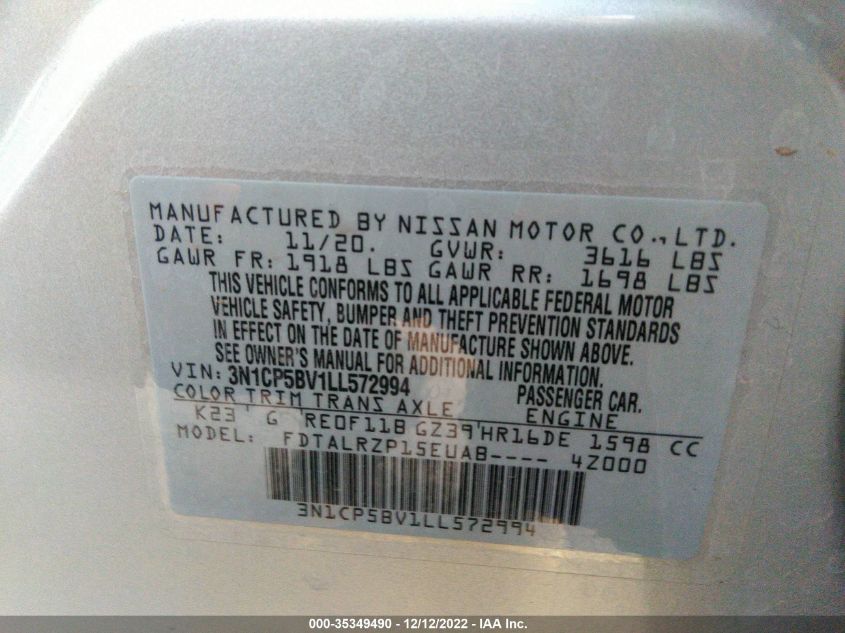 MANUFACTURED BY NISSAN MOTOR CO.,LTD.
DATE: 11/20. GVWR: 3616 LBS
GAWR FR: 1918 LBS GAWR RR: 1698 LBS
THIS VEHICLE CONFORMS TO ALL APPLICABLE FEDERAL MOTOR
VEHICLE SAFETY, BUMPER AND THEFT PREVENTION STANDARDS
IN EFFECT ON THE DATE OF MANUFACTURE SHOWN ABOVE.
SEE OWNER'S MANUAL FOR ADDITIONAL INFORMATION.
VIN: 3N1CP5BV1LL572994 PASSENGER CAR.
COLOR TRIM TRANS AXLE ENGINE
K23 ' G 'RE0F11B GZ39'HR16DE 1598 CC
MODEL: FDTALRZP15EUAB---- 4Z000
3N1CP5BV1LL572994
000-35349490 - 12/12/2022 - IAA Inc.